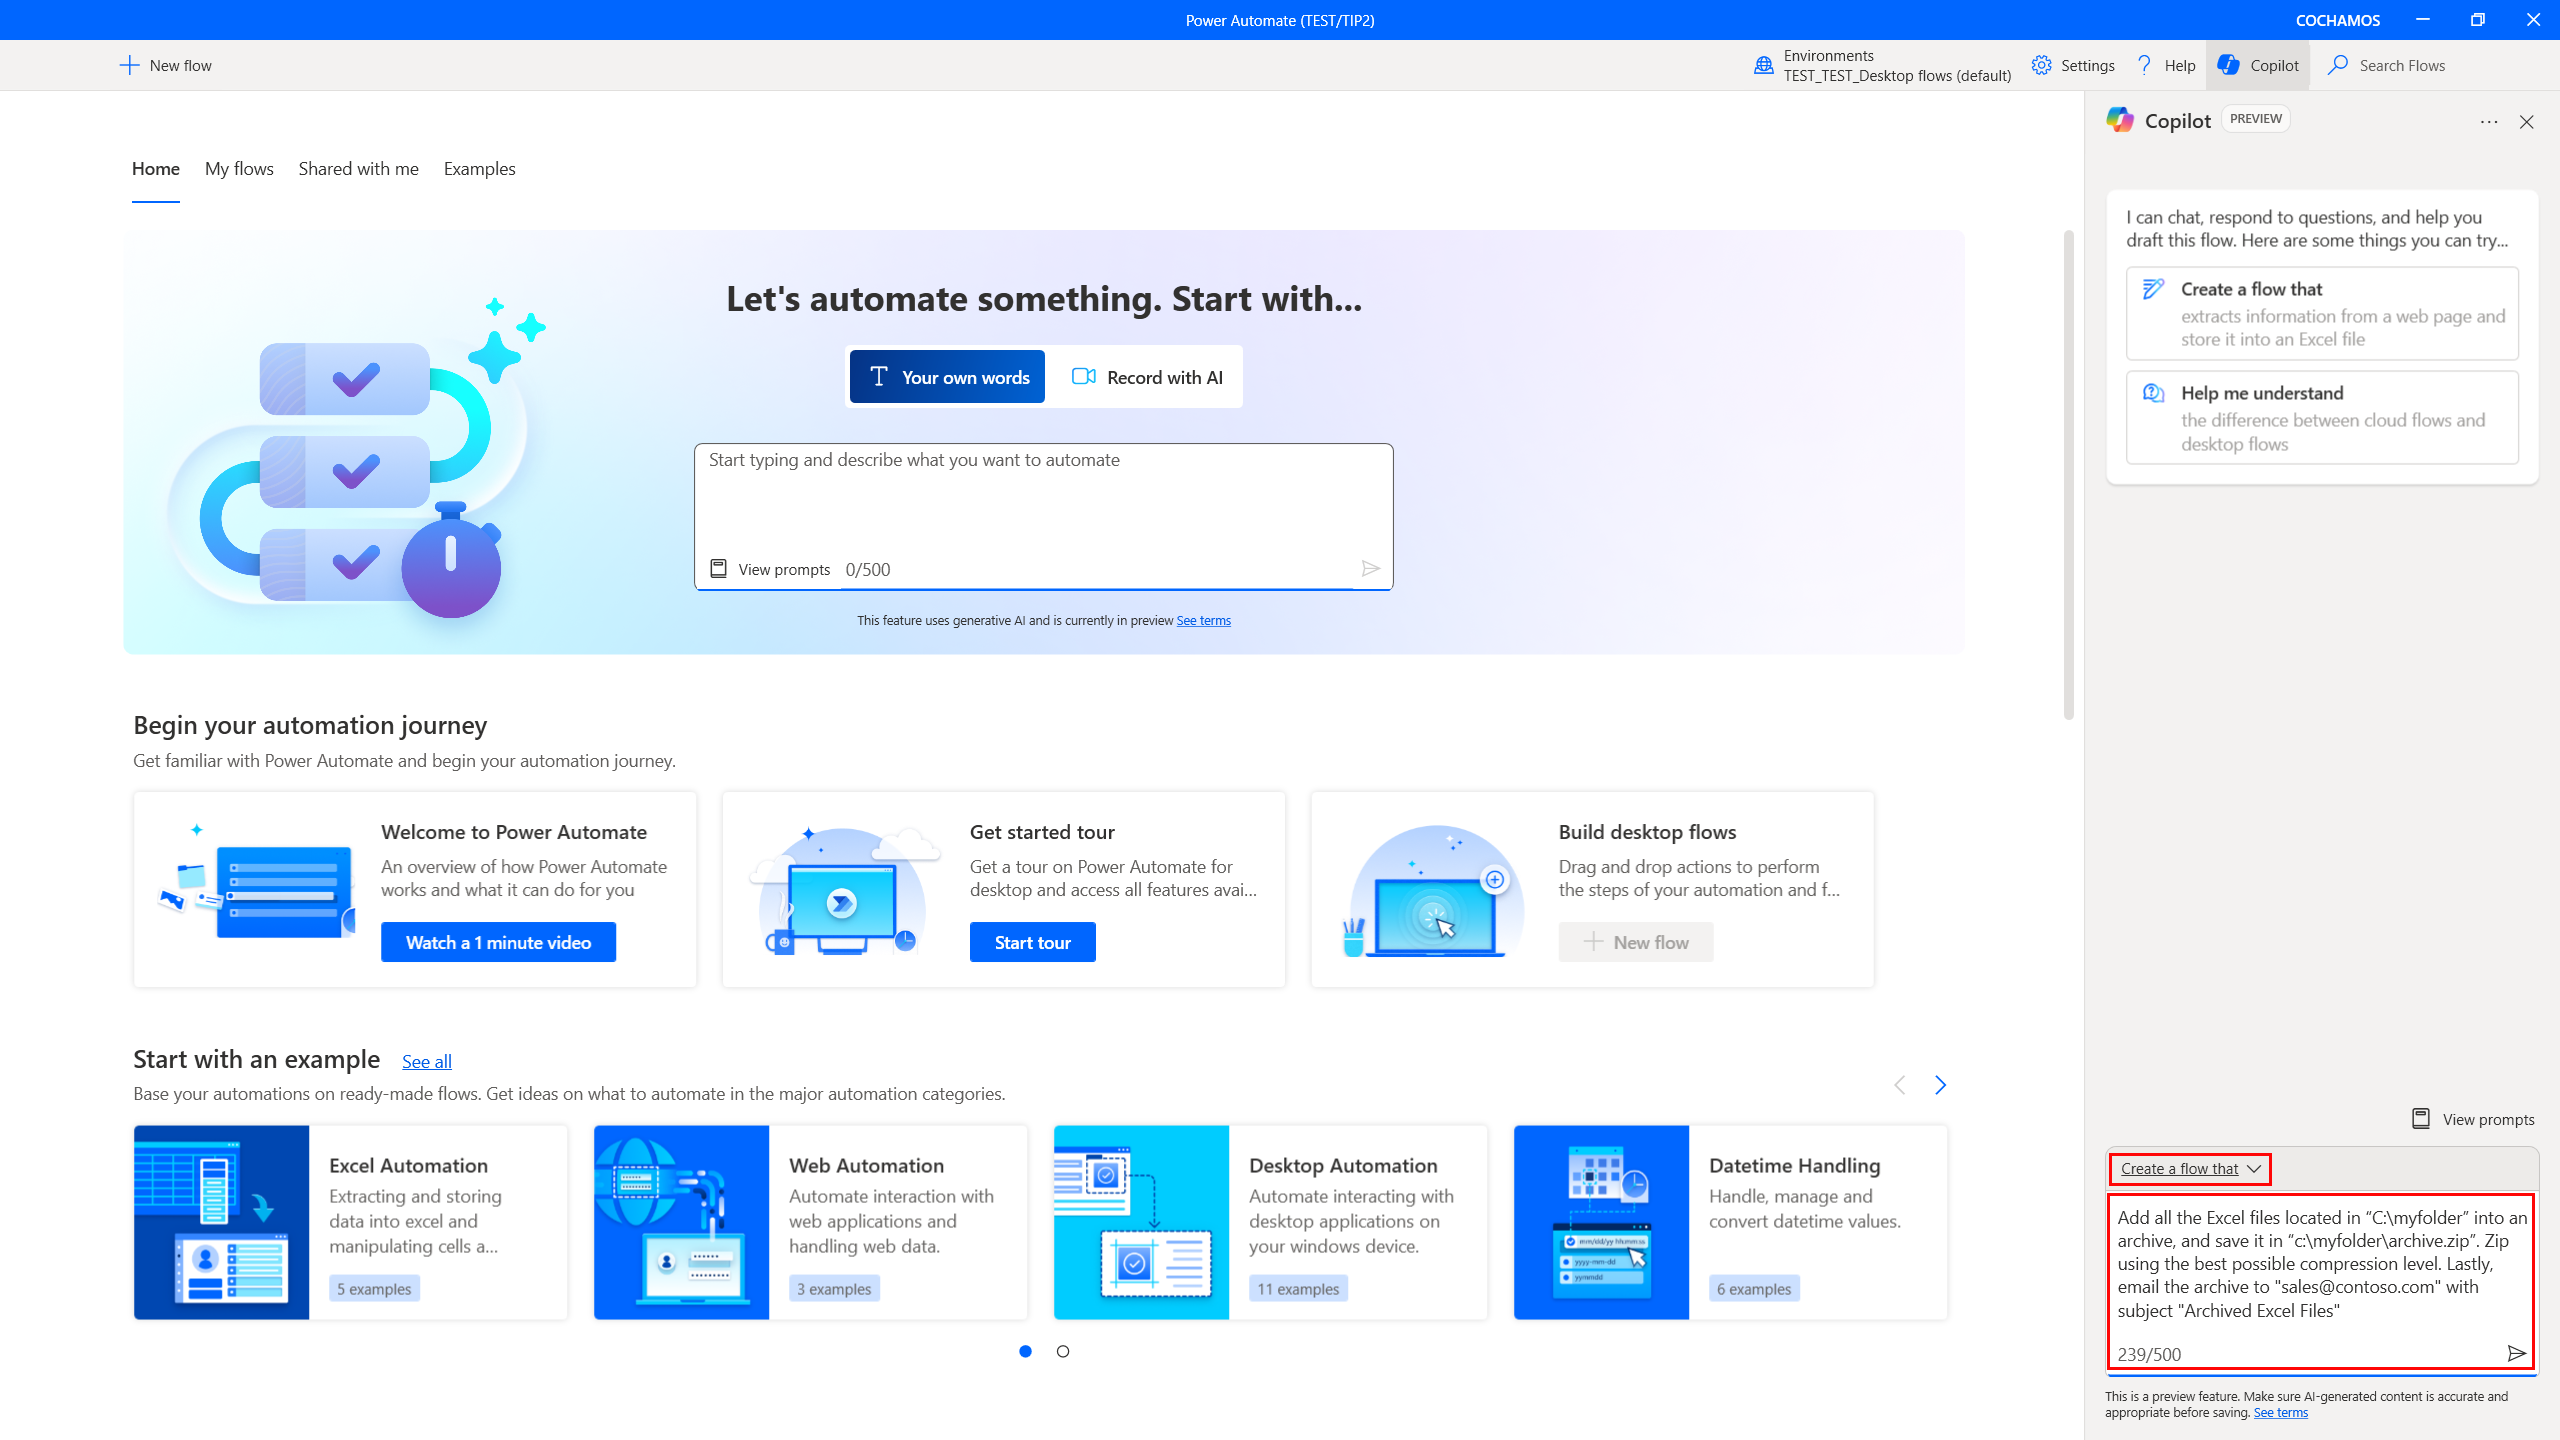 Power Automate (TEST/TIP2)
COCHAMOS
New flow
Environments
TEST_TEST_Desktop flows (default)
Settings
Help
Copilot
Search Flows
Home
My flows
Shared with me
Examples
Let's automate something. Start with...
Your own words
Record with AI
Start typing and describe what you want to automate
View prompts
0/500
This feature uses generative AI and is currently in preview See terms
Begin your automation journey
Get familiar with Power Automate and begin your automation journey.
Welcome to Power Automate
An overview of how Power Automate
works and what it can do for you
Watch a 1 minute video
Get started tour
Get a tour on Power Automate for
desktop and access all features avai...
Start tour
Build desktop flows
Drag and drop actions to perform
the steps of your automation and f...
New flow
Start with an example
See all
Base your automations on ready-made flows. Get ideas on what to automate in the major automation categories.
Excel Automation
Extracting and storing
data into excel and
manipulating cells a...
5 examples
Web Automation
Automate interaction with
web applications and
handling web data.
3 examples
Desktop Automation
Automate interacting with
desktop applications on
your windows device.
11 examples
mm/dd/yy hh:mm:ss
yyyy-mm-dd
yymmdd
Datetime Handling
Handle, manage and
convert datetime values.
6 examples
Copilot
PREVIEW
I can chat, respond to questions, and help you
draft this flow. Here are some things you can try...
Create a flow that
extracts information from a web page and
store it into an Excel file
Help me understand
the difference between cloud flows and
desktop flows
View prompts
Create a flow that
Add all the Excel files located in “C:\myfolder” into an
archive, and save it in “c:\myfolder\archive.zip”. Zip
using the best possible compression level. Lastly,
email the archive to "sales@contoso.com" with
subject "Archived Excel Files"
239/500
This is a preview feature. Make sure AI-generated content is accurate and
appropriate before saving. See terms